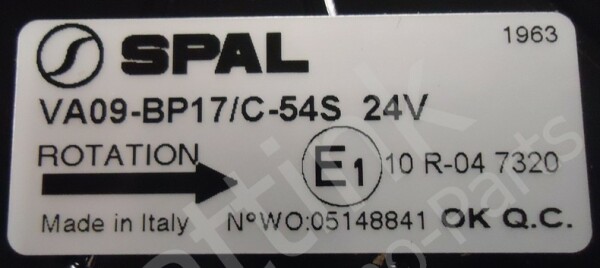 SPAL 1963
VA09-BP17/C-54S 24V
ROTATION E1 10 R-04 7320
Made in Italy N°WO:05148841 OK Q.C.